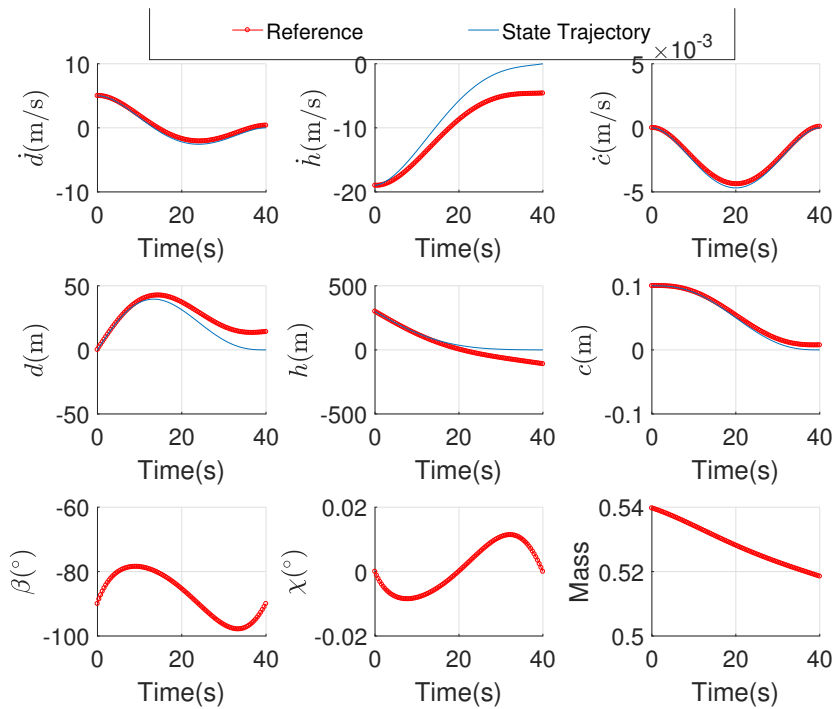 Reference State Trajectory
10
0
-10
0 20 40
ḋ(m/s)
Time(s)
0
-10
-20
0 20 40
ḣ(m/s)
Time(s)
×10⁻³
5
0
-5
0 20 40
ċ(m/s)
Time(s)
50
0
-50
0 20 40
d(m)
Time(s)
500
0
-500
0 20 40
h(m)
Time(s)
0.1
0
-0.1
0 20 40
c(m)
Time(s)
-60
-80
-100
0 20 40
β(°)
Time(s)
0.02
0
-0.02
0 20 40
χ(°)
Time(s)
0.54
0.52
0.5
0 20 40
Mass
Time(s)